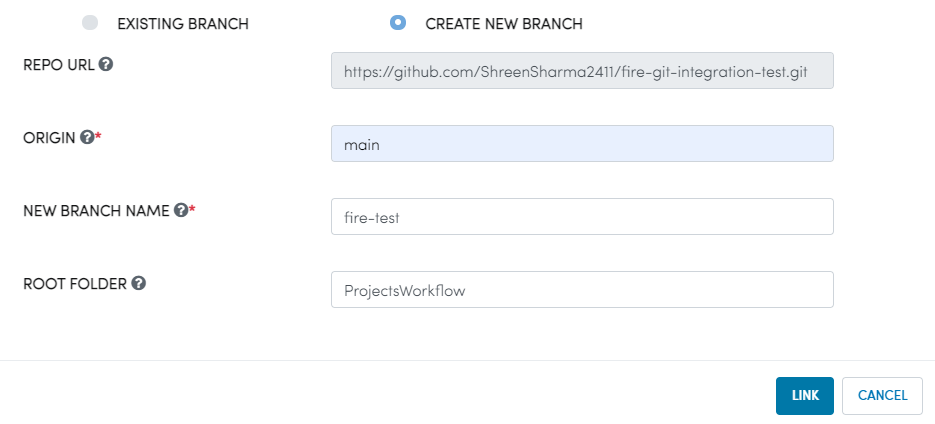 EXISTING BRANCH CREATE NEW BRANCH
REPO URL ? https://github.com/ShreenSharma2411/fire-git-integration-test.git
ORIGIN ?* main
NEW BRANCH NAME ?* fire-test
ROOT FOLDER ? ProjectsWorkflow
LINK CANCEL